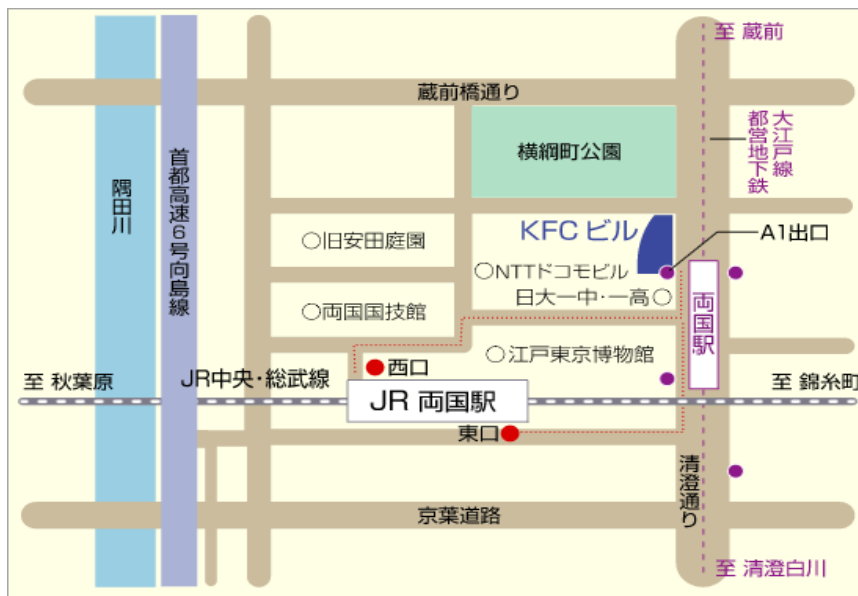 至 蔵前
蔵前橋通り
大江戸線
都営地下鉄
横綱町公園
首都高速6号向島線
隅田川
KFCビル
A1出口
○旧安田庭園
○NTTドコモビル
日大一中・一高○
○両国国技館
両国駅
○江戸東京博物館
西口
至 秋葉原
JR中央・総武線
至 錦糸町
JR 両国駅
東口
清澄通り
京葉道路
至 清澄白川